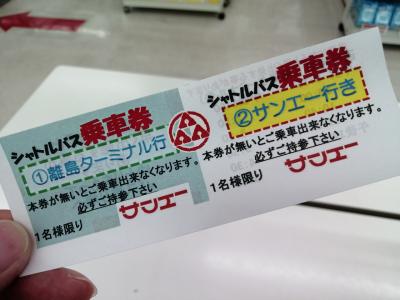 シャトルバス乗車券
①離島ターミナル行
本券が無いとご乗車出来なくなります。
必ずご持参下さい
1名様限り
サンエー
シャトルバス乗車券
②サンエー行き
本券が無いとご乗車出来なくなります。
必ずご持参下さい
1名様限り
サンエー